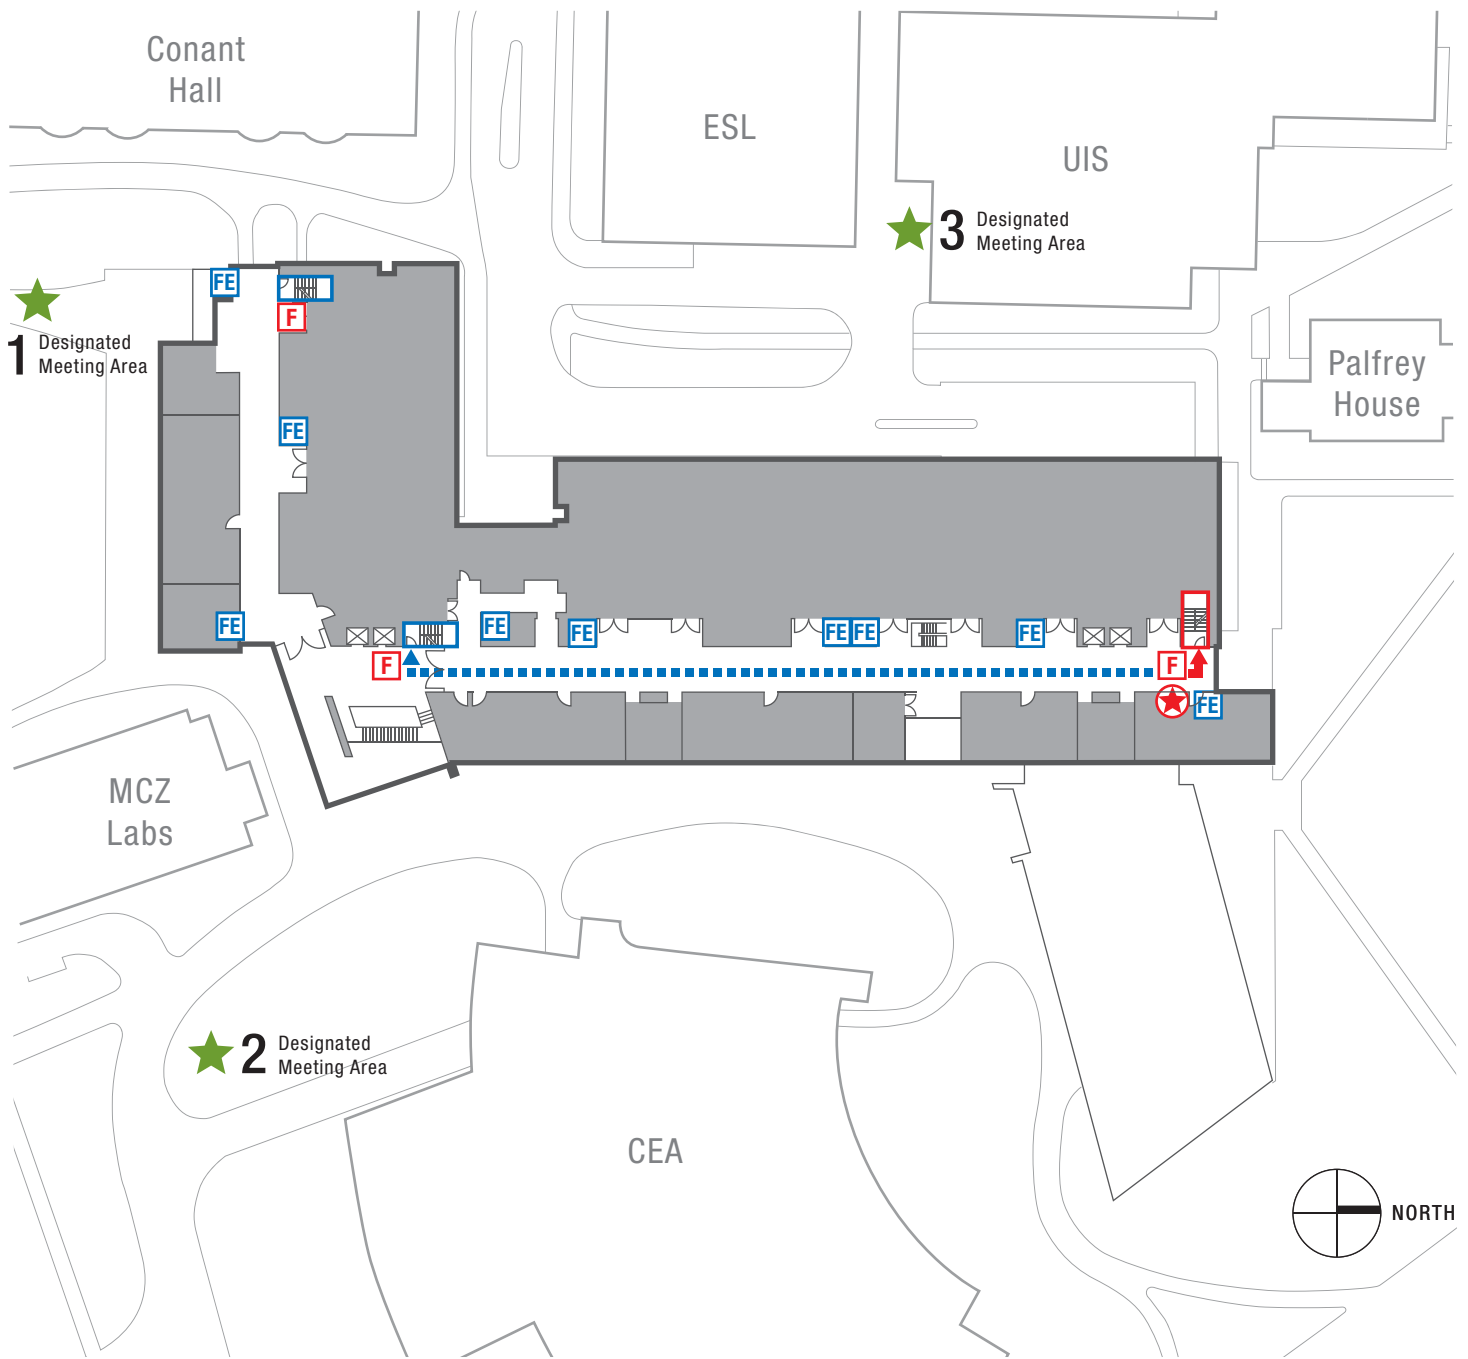 Conant
Hall
ESL
UIS
3 Designated
Meeting Area
FE
F
1 Designated
Meeting Area
Palfrey
House
FE
FE
FE
FE
FE
FE
FE
F
F
FE
MCZ
Labs
2 Designated
Meeting Area
CEA
NORTH